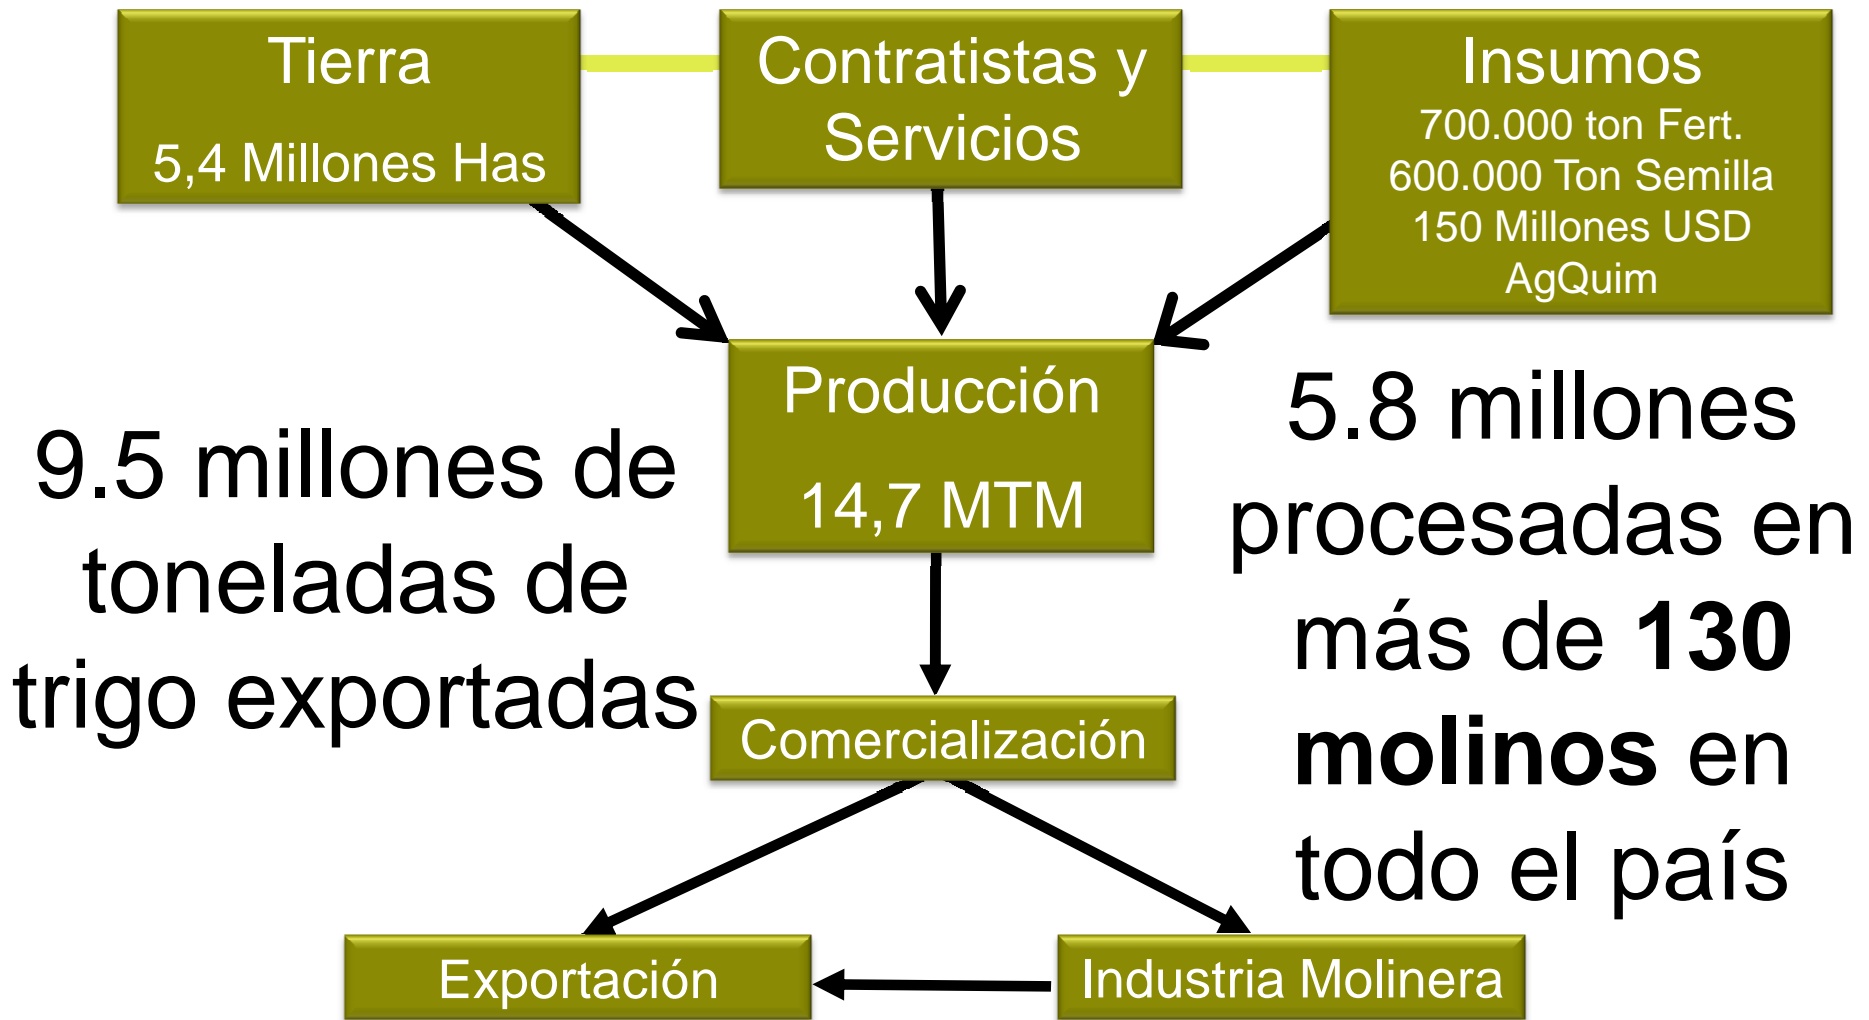 Tierra
5,4 Millones Has
Contratistas y
Servicios
Insumos
700.000 ton Fert.
600.000 Ton Semilla
150 Millones USD
AgQuim
Producción
14,7 MTM
9.5 millones de
toneladas de
trigo exportadas
5.8 millones
procesadas en
más de 130
molinos en
todo el país
Comercialización
Exportación
Industria Molinera